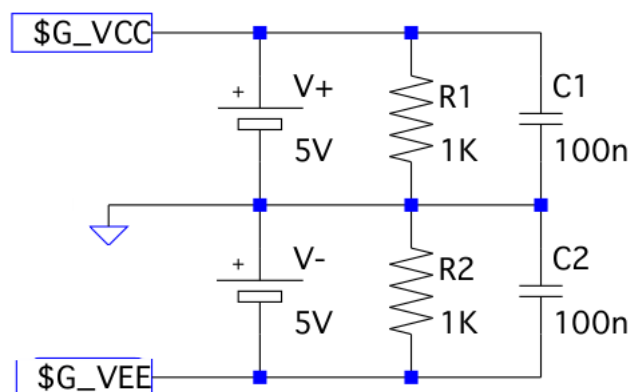 $G_VCC
+
V+
5V
R1
1K
C1
100n
+
V-
5V
R2
1K
C2
100n
$G_VEE